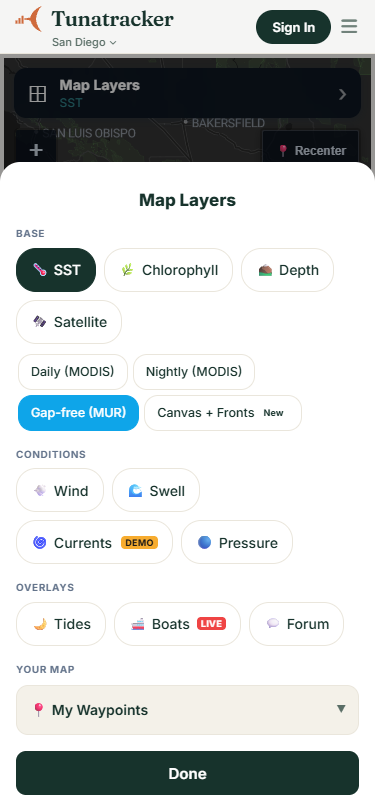 Tunatracker
San Diego
Sign In
Map Layers
SST
SAN LUIS OBISPO
• BAKERSFIELD
+
Recenter
Map Layers
BASE
SST
Chlorophyll
Depth
Satellite
Daily (MODIS)
Nightly (MODIS)
Gap-free (MUR)
Canvas + Fronts New
CONDITIONS
Wind
Swell
Currents DEMO
Pressure
OVERLAYS
Tides
Boats LIVE
Forum
YOUR MAP
My Waypoints
Done